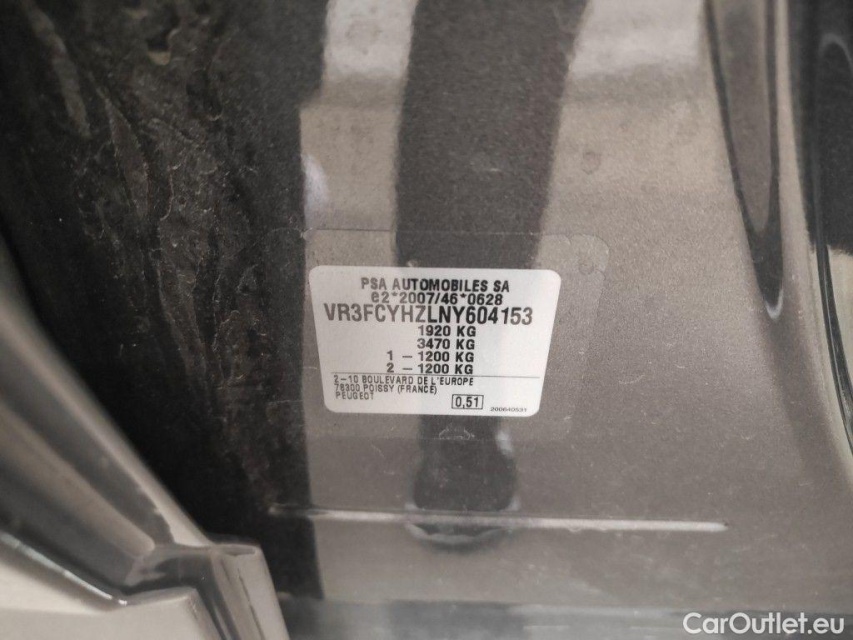 PSA AUTOMOBILES SA
e2*2007/46*0628
VR3FCYHZLNY604153
1920 KG
3470 KG
1 – 1200 KG
2 – 1200 KG
2–10 BOULEVARD DE L'EUROPE
78300 POISSY (FRANCE)
PEUGEOT
0,51
CarOutlet.eu